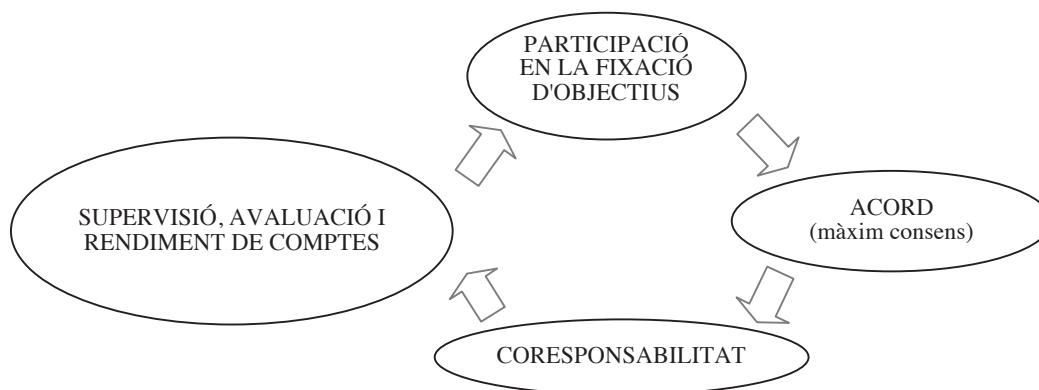 PARTICIPACIÓ
EN LA FIXACIÓ
D'OBJECTIUS
SUPERVISIÓ, AVALUACIÓ I
RENDIMENT DE COMPTES
ACORD
(màxim consens)
CORESPONSABILITAT